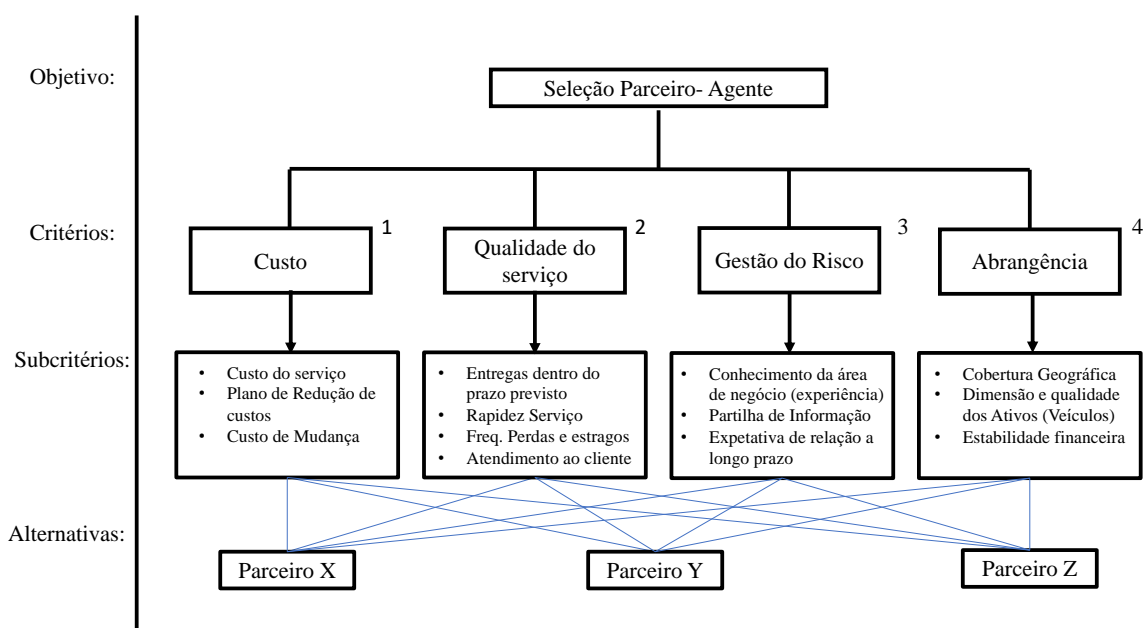 Objetivo:
Seleção Parceiro- Agente
Critérios:
1
Custo
2
Qualidade do
serviço
3
Gestão do Risco
4
Abrangência
Subcritérios:
• Custo do serviço
• Plano de Redução de
custos
• Custo de Mudança
• Entregas dentro do
prazo previsto
• Rapidez Serviço
• Freq. Perdas e estragos
• Atendimento ao cliente
• Conhecimento da área
de negócio (experiência)
• Partilha de Informação
• Expetativa de relação a
longo prazo
• Cobertura Geográfica
• Dimensão e qualidade
dos Ativos (Veículos)
• Estabilidade financeira
Alternativas:
Parceiro X
Parceiro Y
Parceiro Z